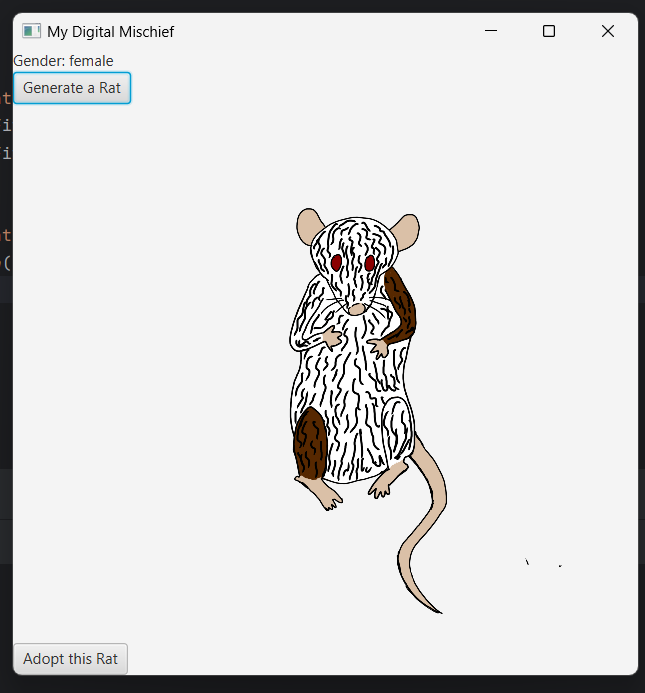 My Digital Mischief
Gender: female
Generate a Rat
Adopt this Rat